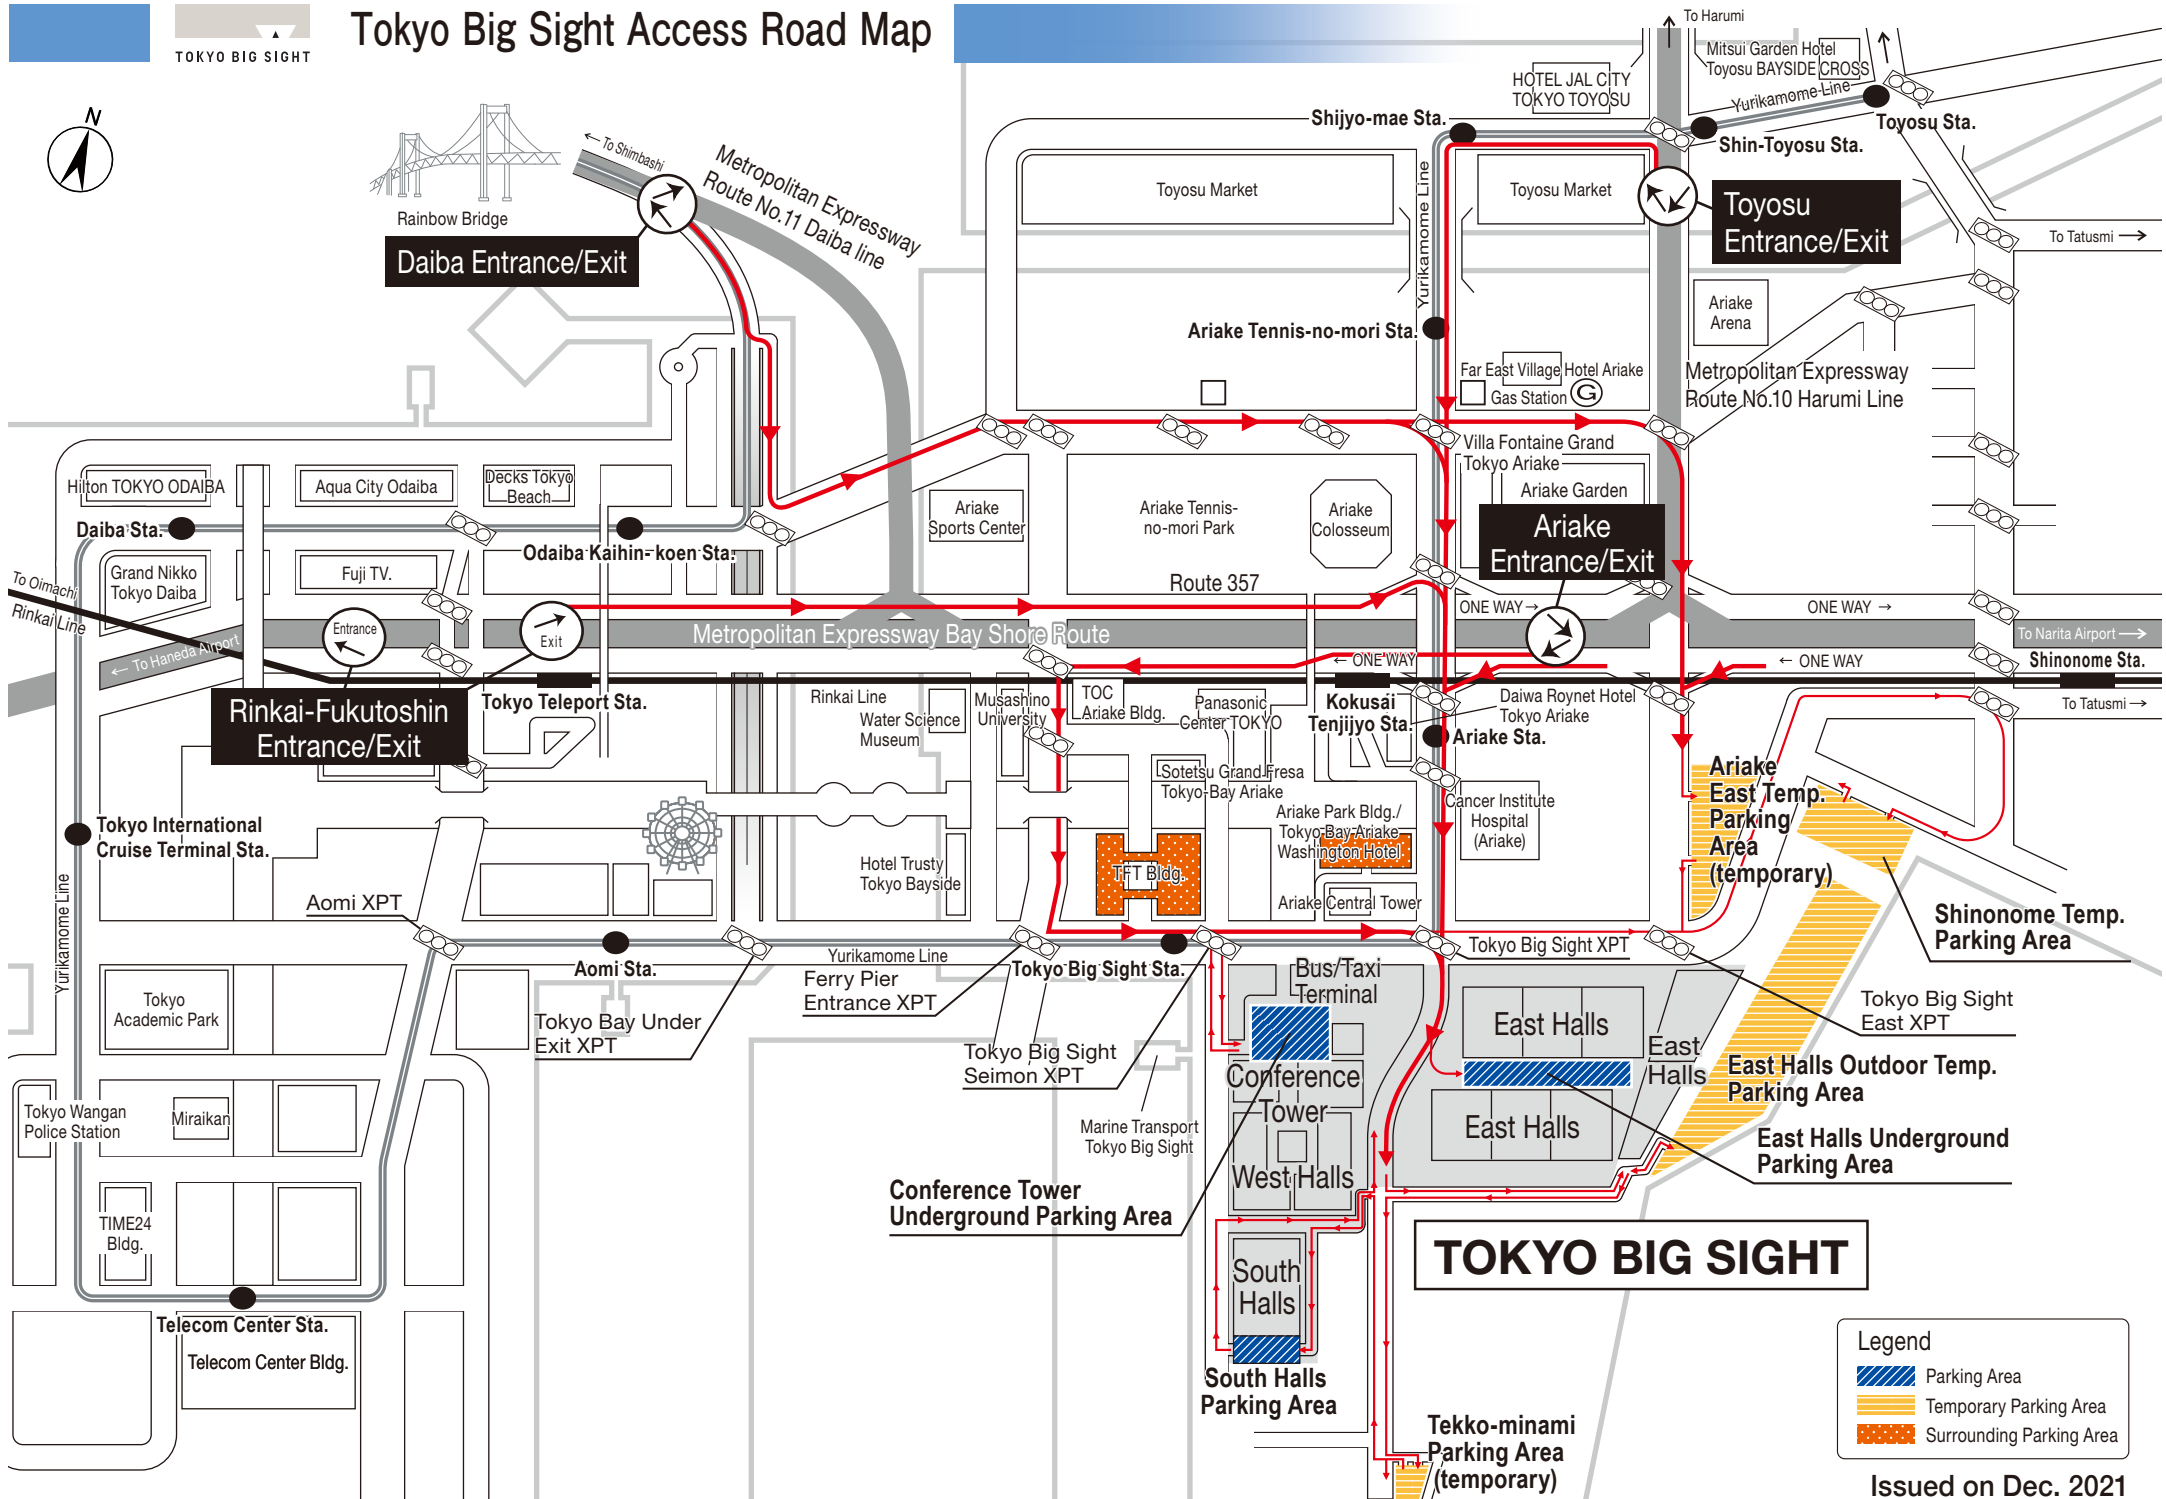 TOKYO BIG SIGHT
Tokyo Big Sight Access Road Map
N
To Harumi
Mitsui Garden Hotel
Toyosu BAYSIDE CROSS
HOTEL JAL CITY
TOKYO TOYOSU
Yurikamome-Line
Shijyo-mae Sta.
Toyosu Sta.
Shin-Toyosu Sta.
← To Shimbashi
Metropolitan Expressway
Route No.11 Daiba line
Rainbow Bridge
Daiba Entrance/Exit
Toyosu Market
Toyosu Market
Yurikamome Line
Toyosu
Entrance/Exit
To Tatusmi →
Ariake
Arena
Ariake Tennis-no-mori Sta.
Far East Village Hotel Ariake
Gas Station
G
Metropolitan Expressway
Route No.10 Harumi Line
Villa Fontaine Grand
Tokyo Ariake
Ariake Garden
Hilton TOKYO ODAIBA
Aqua City Odaiba
Decks Tokyo
Beach
Daiba Sta.
Odaiba Kaihin-koen Sta.
Ariake
Sports Center
Ariake Tennis-
no-mori Park
Ariake
Colosseum
Ariake
Entrance/Exit
To Oimachi
Rinkai Line
Grand Nikko
Tokyo Daiba
Fuji TV.
Route 357
ONE WAY →
ONE WAY →
Entrance
Exit
Metropolitan Expressway Bay Shore Route
← To Haneda Airport
To Narita Airport →
← ONE WAY
← ONE WAY
Shinonome Sta.
Rinkai-Fukutoshin
Entrance/Exit
Tokyo Teleport Sta.
Rinkai Line
Water Science
Museum
Musashino
University
TOC
Ariake Bldg.
Panasonic
Center TOKYO
Kokusai
Tenjijyo Sta.
Daiwa Roynet Hotel
Tokyo Ariake
Ariake Sta.
To Tatusmi →
Sotetsu Grand Fresa
Tokyo-Bay Ariake
Ariake Park Bldg./
Tokyo Bay Ariake
Washington Hotel
Cancer Institute
Hospital
(Ariake)
Ariake
East Temp.
Parking
Area
(temporary)
Tokyo International
Cruise Terminal Sta.
Hotel Trusty
Tokyo Bayside
TFT Bldg.
Ariake Central Tower
Yurikamome Line
Aomi XPT
Shinonome Temp.
Parking Area
Aomi Sta.
Yurikamome Line
Tokyo Big Sight Sta.
Tokyo Big Sight XPT
Ferry Pier
Entrance XPT
Bus/Taxi
Terminal
Tokyo
Academic Park
Tokyo Bay Under
Exit XPT
Tokyo Big Sight
East XPT
East Halls
East
Halls
Tokyo Big Sight
Seimon XPT
Conference
Tower
East Halls Outdoor Temp.
Parking Area
Tokyo Wangan
Police Station
Miraikan
Marine Transport
Tokyo Big Sight
East Halls
East Halls Underground
Parking Area
West Halls
Conference Tower
Underground Parking Area
TIME24
Bldg.
TOKYO BIG SIGHT
South
Halls
Telecom Center Sta.
Telecom Center Bldg.
South Halls
Parking Area
Tekko-minami
Parking Area
(temporary)
Legend
Parking Area
Temporary Parking Area
Surrounding Parking Area
Issued on Dec. 2021